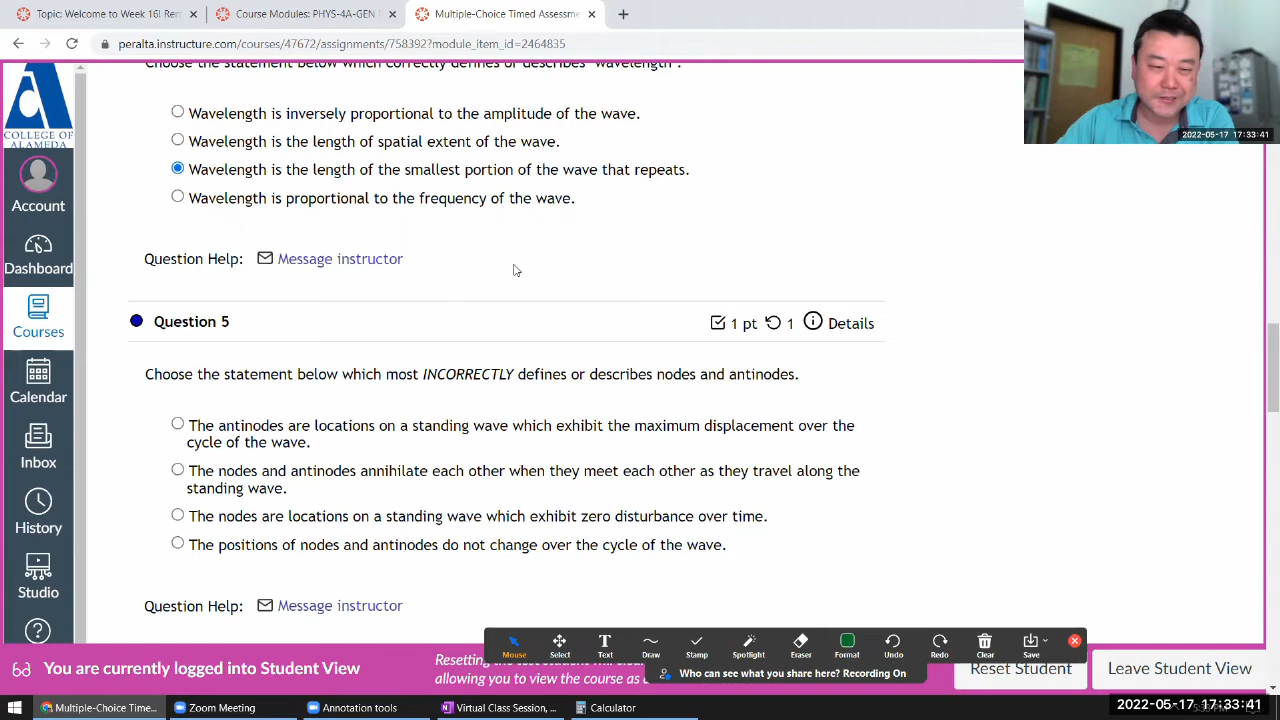 Topic: Welcome to Week 16! Ren
Course Modules: PHYS-4A-GEN
Multiple-Choice Timed Assessme
peralta.instructure.com/courses/47672/assignments/758392?module_item_id=2464835
2022-05-17 17:33:41
COLLEGE OF
ALAMEDA
Account
Dashboard
Courses
Calendar
Inbox
History
Studio
Choose the statement below which correctly defines or describes "wavelength".
Wavelength is inversely proportional to the amplitude of the wave.
Wavelength is the length of spatial extent of the wave.
Wavelength is the length of the smallest portion of the wave that repeats.
Wavelength is proportional to the frequency of the wave.
Question Help: Message instructor
Question 5
1 pt 1 Details
Choose the statement below which most INCORRECTLY defines or describes nodes and antinodes.
The antinodes are locations on a standing wave which exhibit the maximum displacement over the
cycle of the wave.
The nodes and antinodes annihilate each other when they meet each other as they travel along the
standing wave.
The nodes are locations on a standing wave which exhibit zero disturbance over time.
The positions of nodes and antinodes do not change over the cycle of the wave.
Question Help: Message instructor
Mouse Select Text Draw Stamp Spotlight Eraser Format Undo Redo Clear Save
Who can see what you share here? Recording On
You are currently logged into Student View
Resetting the test student will clear
allowing you to view the course as
Reset Student
Leave Student View
Multiple-Choice Time...
Zoom Meeting
Annotation tools
Virtual Class Session, ...
Calculator
2022-05-17 17:33:41